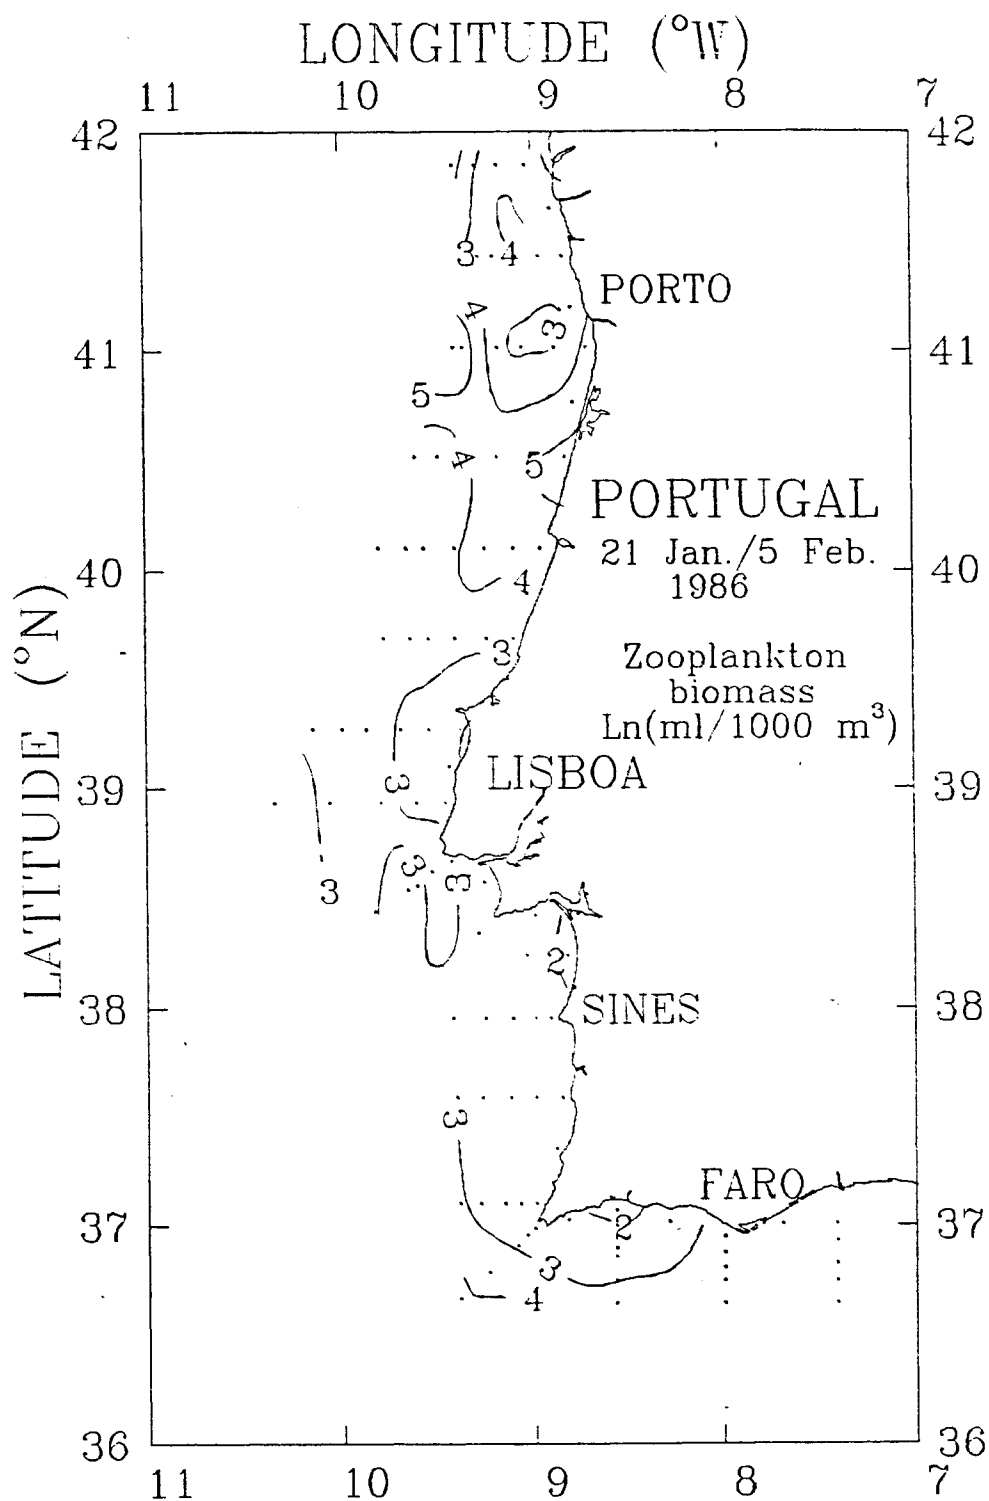 LONGITUDE (°W)
11 10 9 8 7
42 42
3 4
PORTO
4 3
41 41
5
4 5
PORTUGAL
21 Jan./5 Feb.
1986
40 40
4
3
Zooplankton
biomass
Ln(ml/1000 m³)
LATITUDE (°N)
LISBOA
3
39 39
3 3 3
2
38 38
SINES
3
FARO
37 37
2
3
4
36 36
11 10 9 8 7